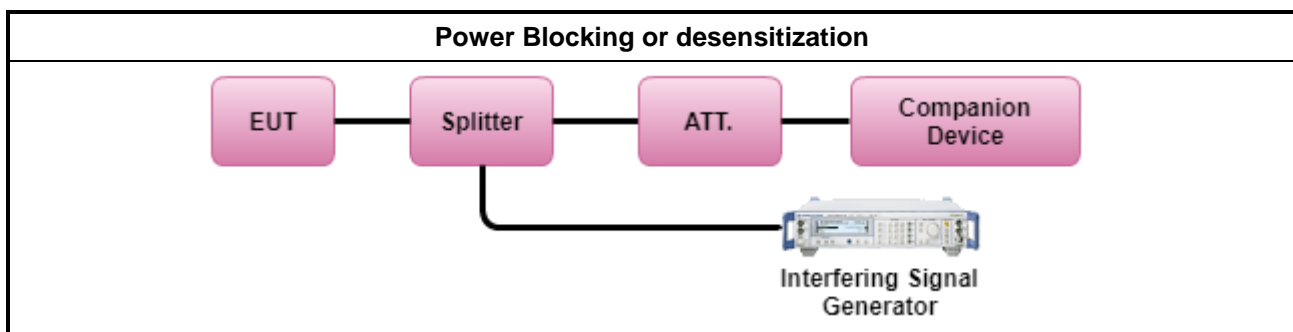 Power Blocking or desensitization
EUT
Splitter
ATT.
Companion
Device
Interfering Signal
Generator